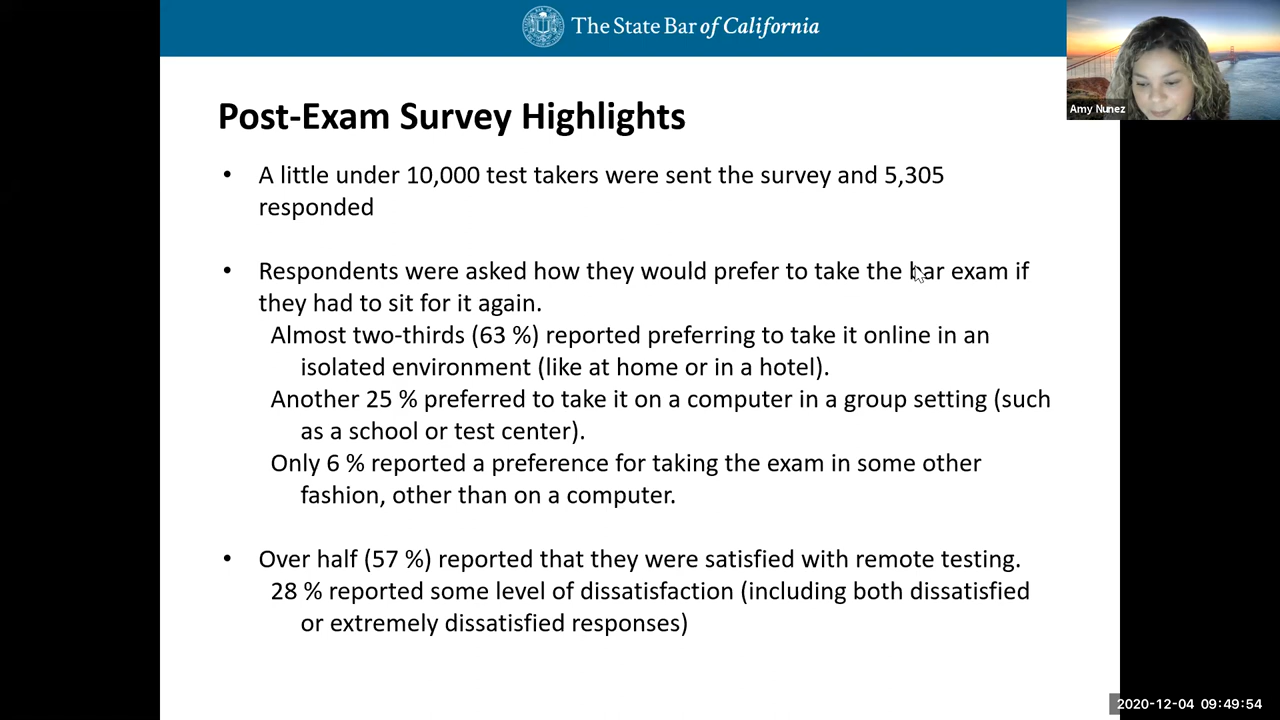 The State Bar of California
Amy Nunez
Post-Exam Survey Highlights
• A little under 10,000 test takers were sent the survey and 5,305
responded
• Respondents were asked how they would prefer to take the bar exam if
they had to sit for it again.
Almost two-thirds (63 %) reported preferring to take it online in an
isolated environment (like at home or in a hotel).
Another 25 % preferred to take it on a computer in a group setting (such
as a school or test center).
Only 6 % reported a preference for taking the exam in some other
fashion, other than on a computer.
• Over half (57 %) reported that they were satisfied with remote testing.
28 % reported some level of dissatisfaction (including both dissatisfied
or extremely dissatisfied responses)
2020-12-04 09:49:54